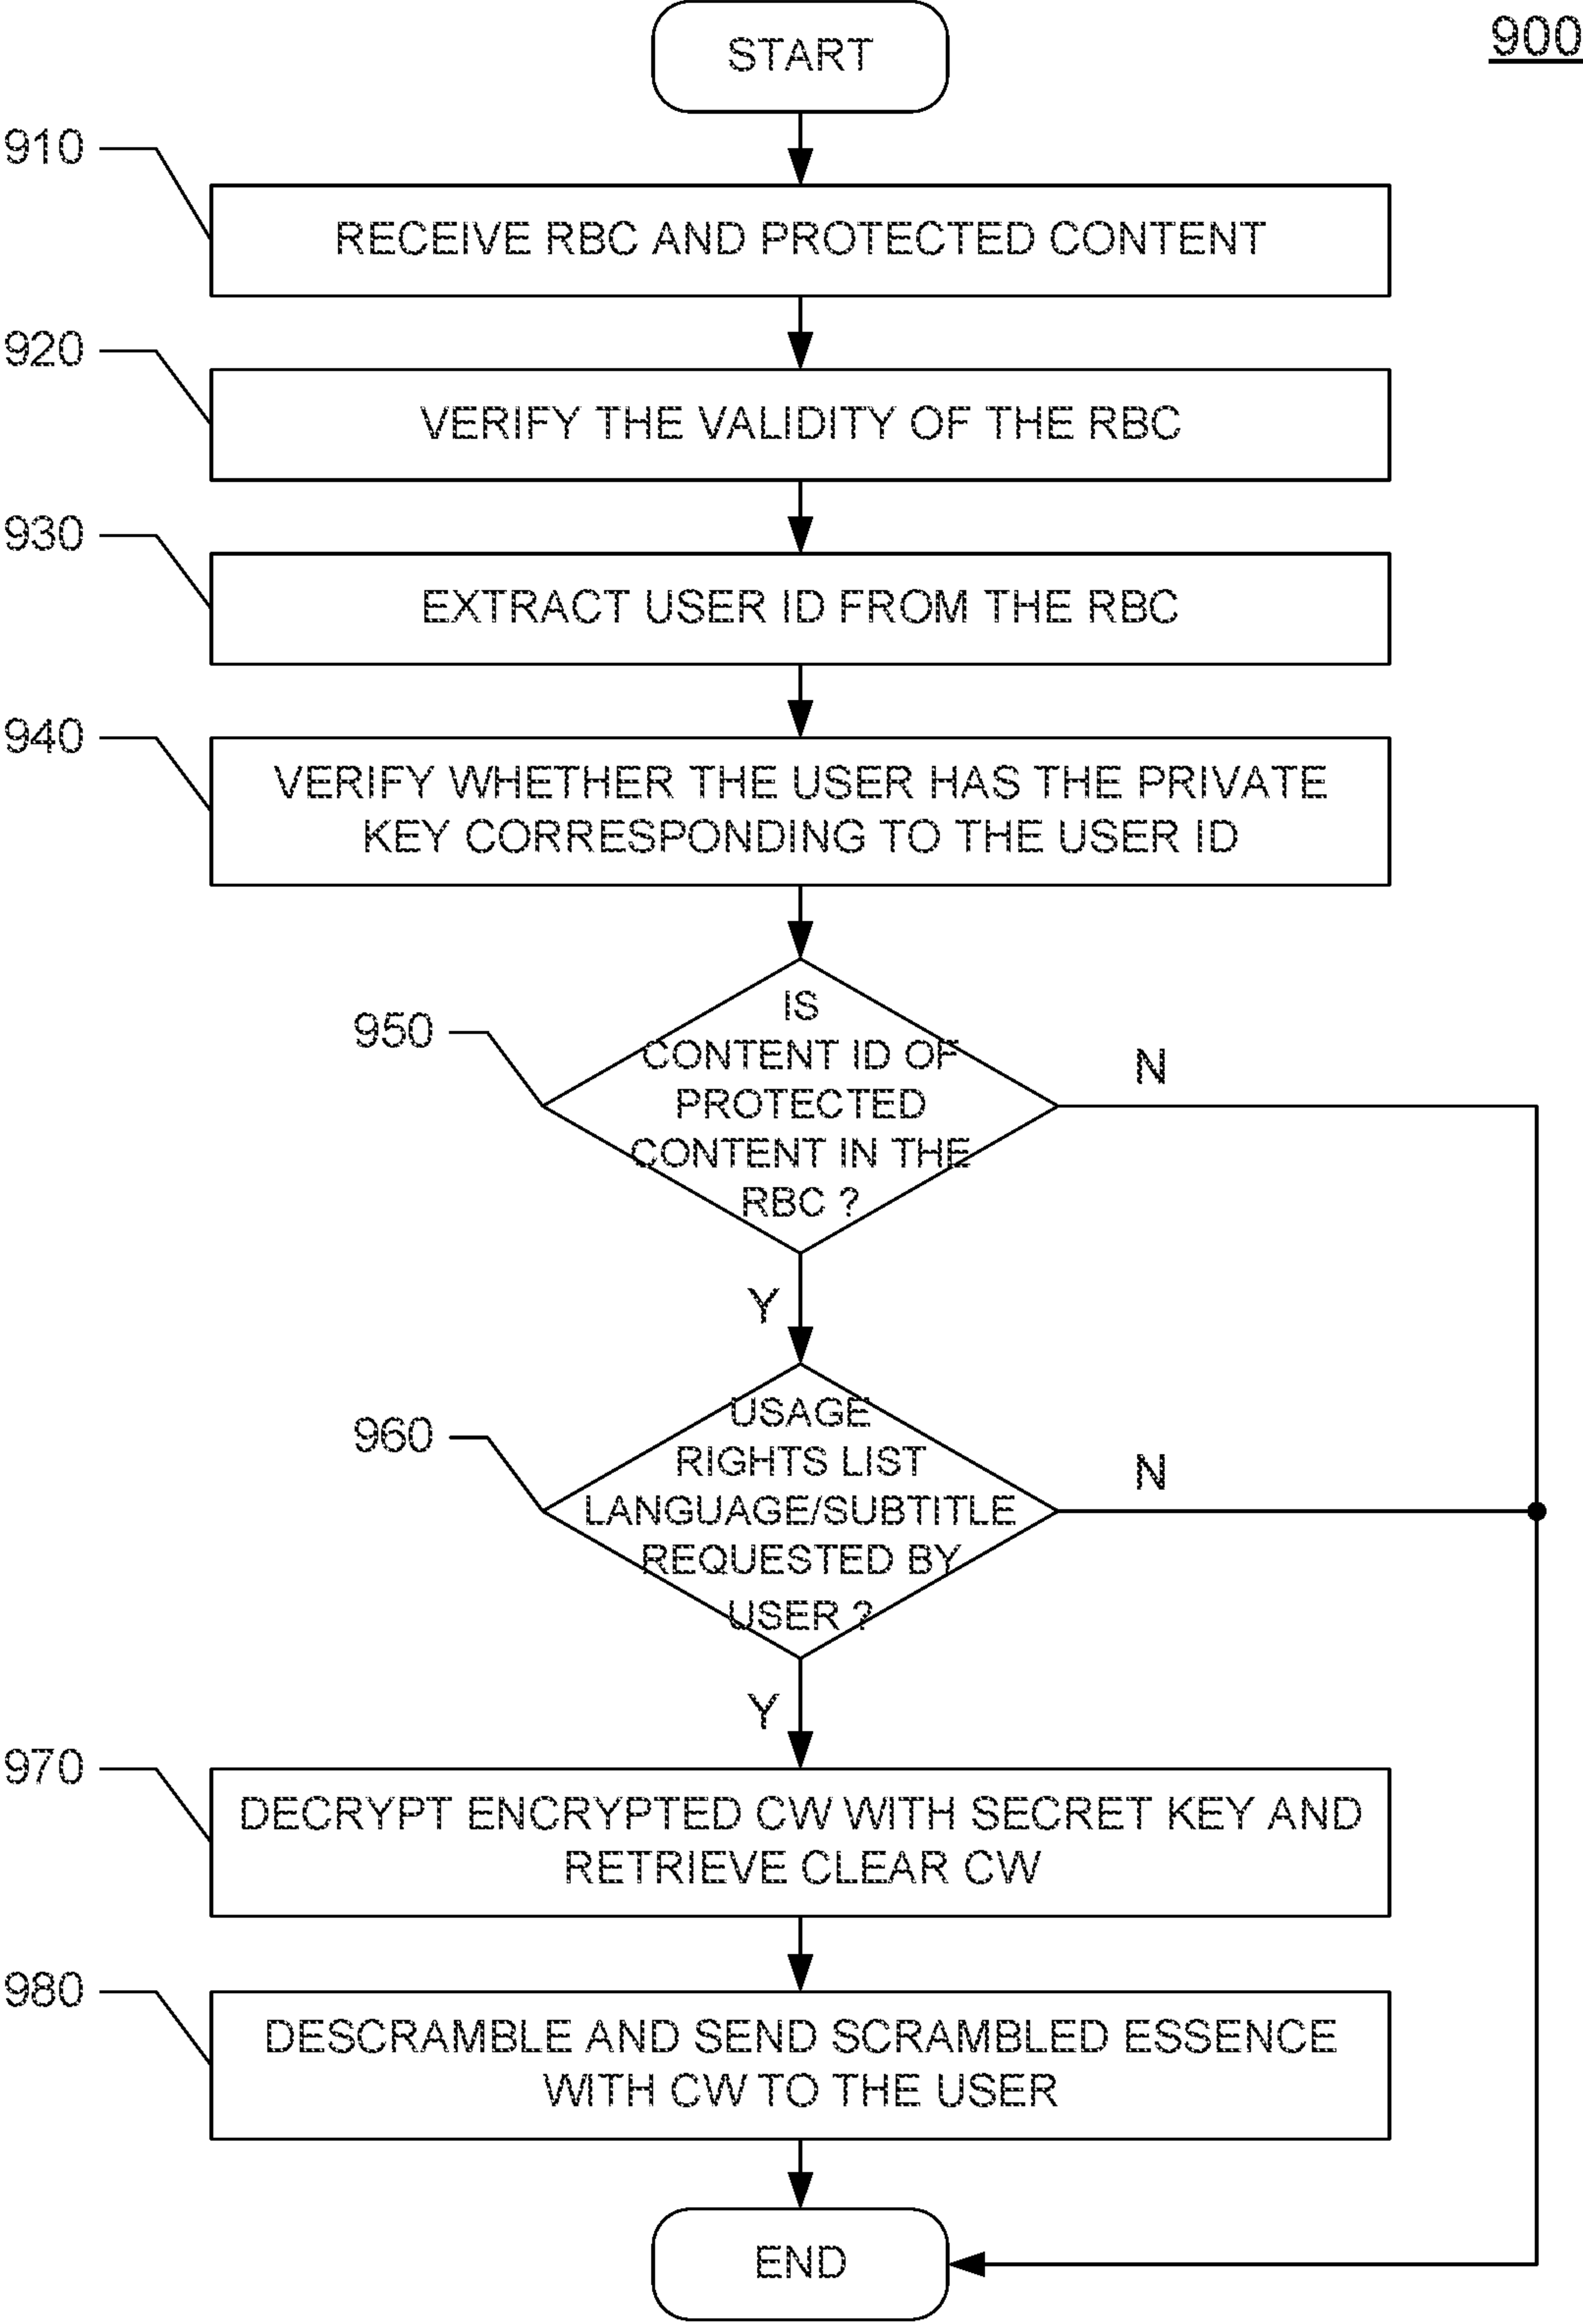 START
900
910
RECEIVE RBC AND PROTECTED CONTENT
920
VERIFY THE VALIDITY OF THE RBC
930
EXTRACT USER ID FROM THE RBC
940
VERIFY WHETHER THE USER HAS THE PRIVATE
KEY CORRESPONDING TO THE USER ID
950
IS
CONTENT ID OF
PROTECTED
CONTENT IN THE
RBC ?
N
Y
960
USAGE
RIGHTS LIST
LANGUAGE/SUBTITLE
REQUESTED BY
USER ?
N
Y
970
DECRYPT ENCRYPTED CW WITH SECRET KEY AND
RETRIEVE CLEAR CW
980
DESCRAMBLE AND SEND SCRAMBLED ESSENCE
WITH CW TO THE USER
END